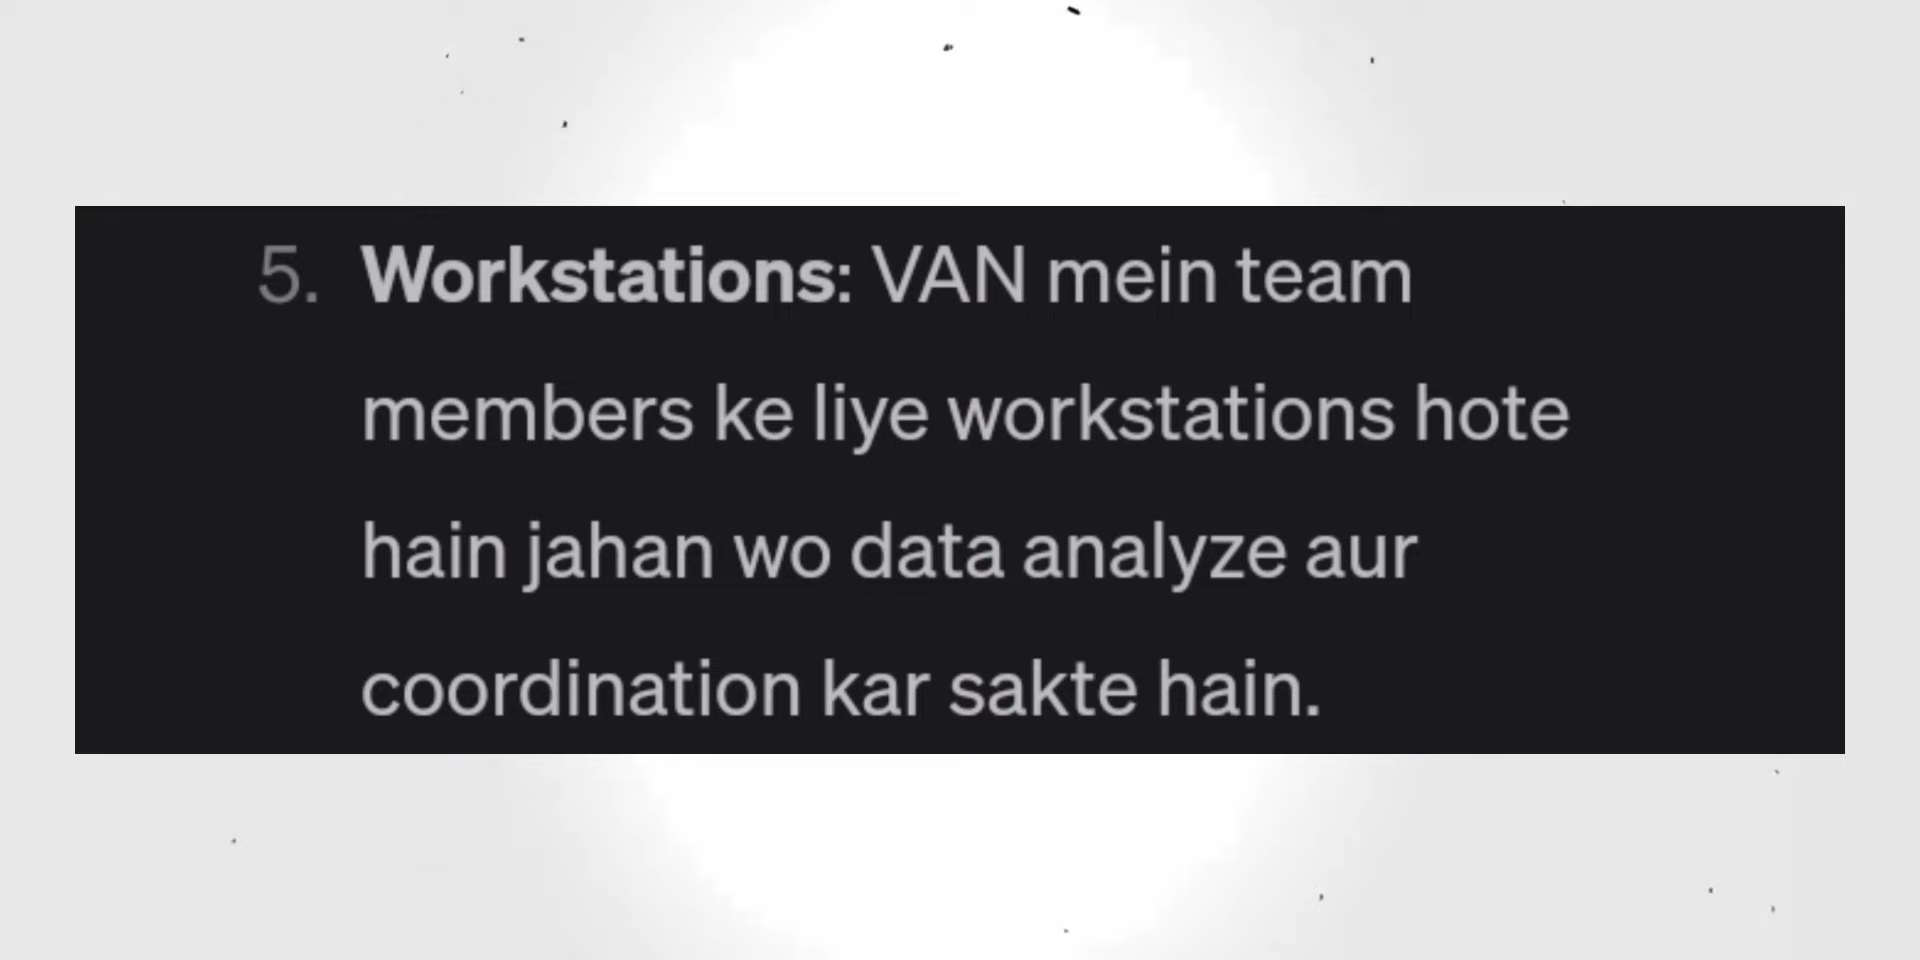 5. Workstations: VAN mein team
members ke liye workstations hote
hain jahan wo data analyze aur
coordination kar sakte hain.